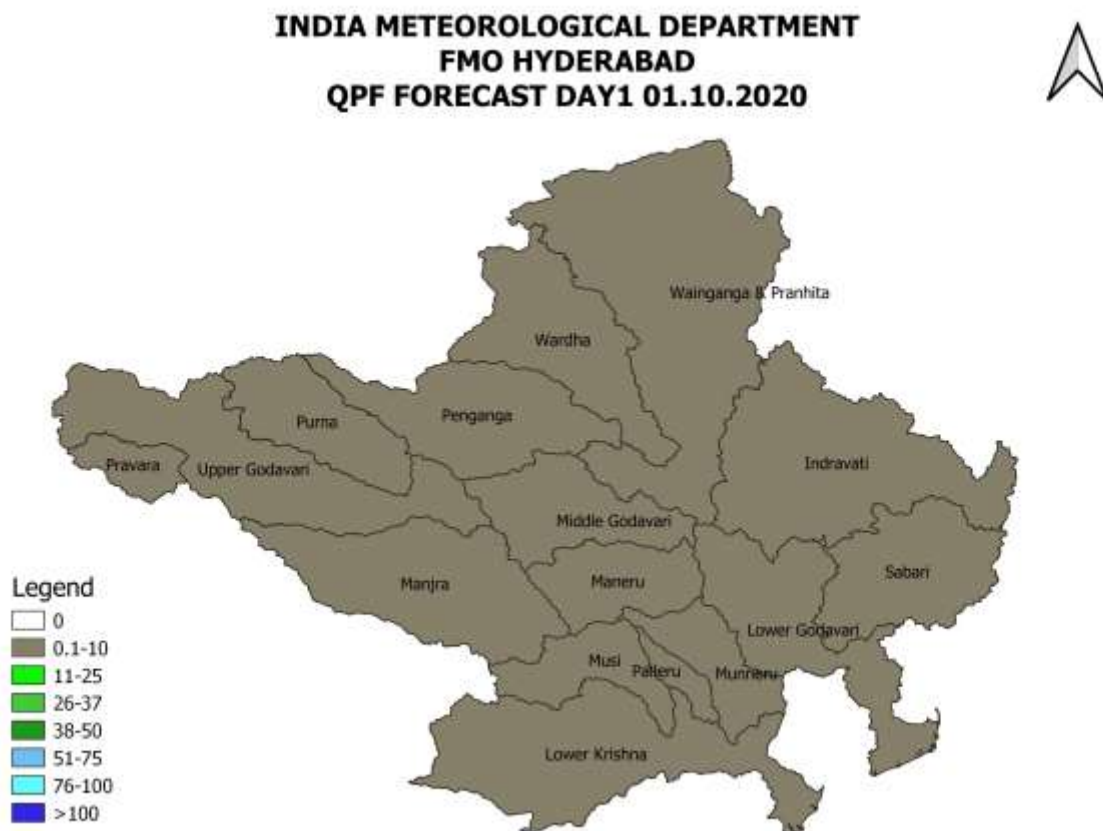 INDIA METEOROLOGICAL DEPARTMENT
FMO HYDERABAD
QPF FORECAST DAY1 01.10.2020
Wainganga & Pranhita
Wardha
Penganga
Purna
Pravara
Upper Godavari
Indravati
Middle Godavari
Manjra
Maneru
Sabari
Lower Godavari
Musi
Palleru
Munneru
Lower Krishna
Legend
0
0.1-10
11-25
26-37
38-50
51-75
76-100
>100